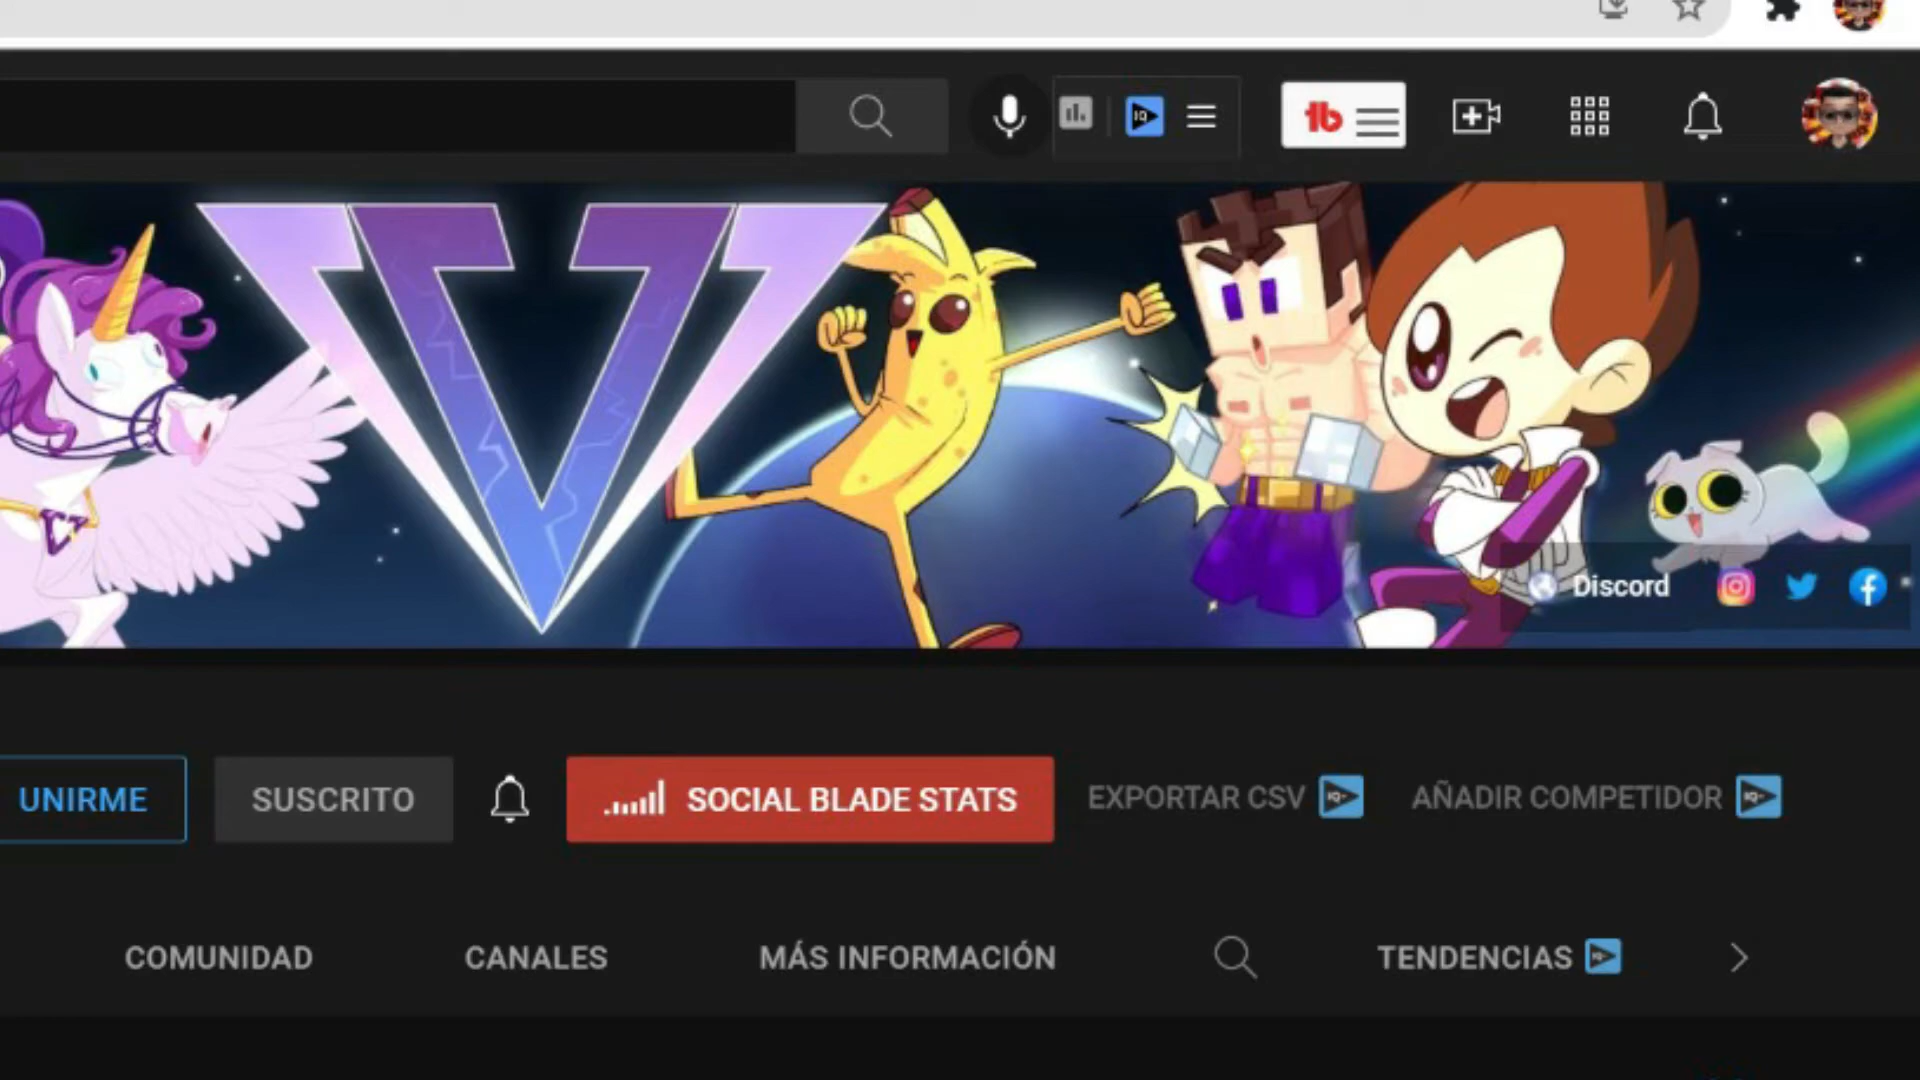 Discord
UNIRME SUSCRITO SOCIAL BLADE STATS EXPORTAR CSV AÑADIR COMPETIDOR
COMUNIDAD CANALES MÁS INFORMACIÓN TENDENCIAS